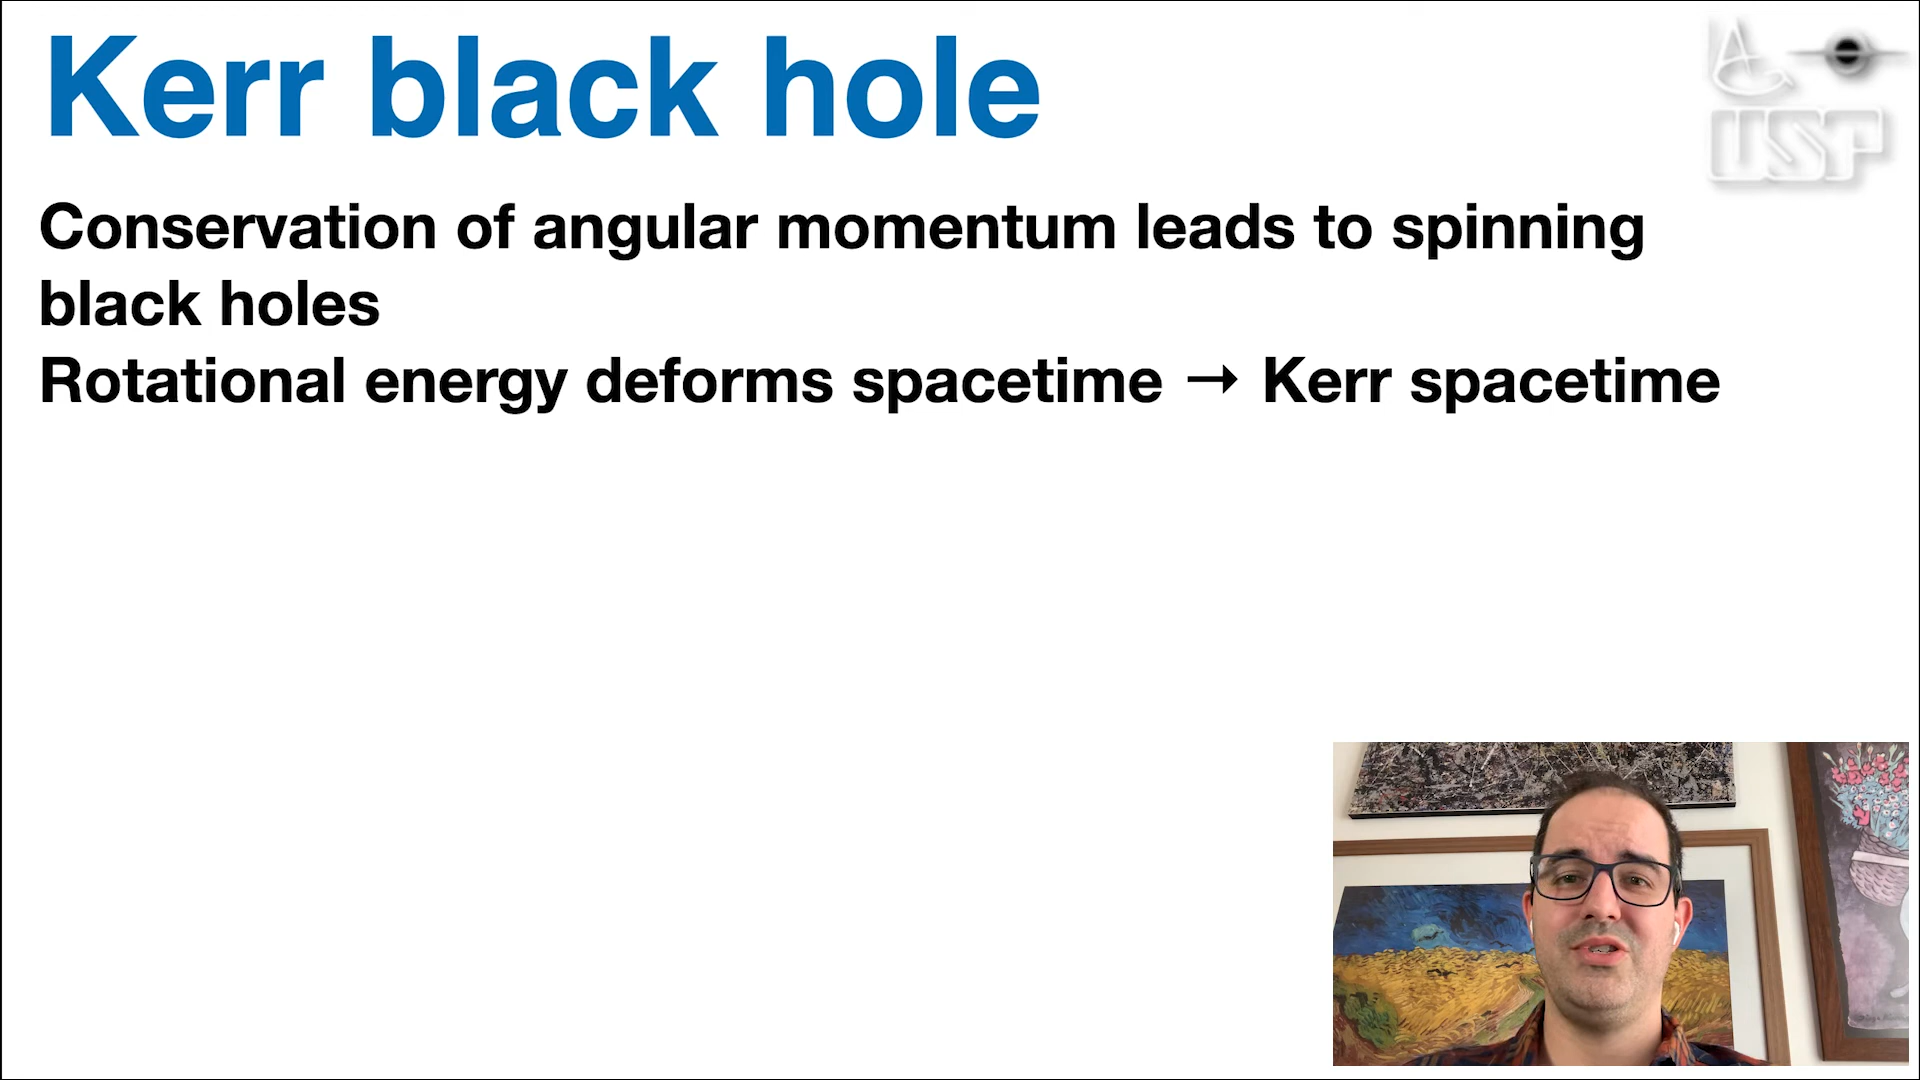 Kerr black hole
USP
Conservation of angular momentum leads to spinning
black holes
Rotational energy deforms spacetime → Kerr spacetime